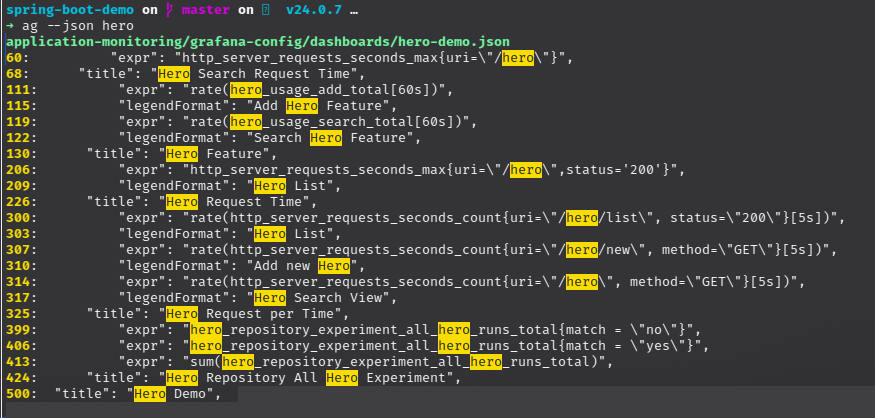 spring-boot-demo on master on v24.0.7 …
→ ag --json hero
application-monitoring/grafana-config/dashboards/hero-demo.json
60:         "expr": "http_server_requests_seconds_max{uri=\"/hero\"}",
68:     "title": "Hero Search Request Time",
111:          "expr": "rate(hero_usage_add_total[60s])",
115:          "legendFormat": "Add Hero Feature",
119:          "expr": "rate(hero_usage_search_total[60s])",
122:          "legendFormat": "Search Hero Feature",
130:      "title": "Hero Feature",
206:          "expr": "http_server_requests_seconds_max{uri=\"/hero\",status='200'}",
209:          "legendFormat": "Hero List",
226:      "title": "Hero Request Time",
300:          "expr": "rate(http_server_requests_seconds_count{uri=\"/hero/list\", status=\"200\"}[5s])",
303:          "legendFormat": "Hero List",
307:          "expr": "rate(http_server_requests_seconds_count{uri=\"/hero/new\", method=\"GET\"}[5s])",
310:          "legendFormat": "Add new Hero",
314:          "expr": "rate(http_server_requests_seconds_count{uri=\"/hero\", method=\"GET\"}[5s])",
317:          "legendFormat": "Hero Search View",
325:      "title": "Hero Request per Time",
399:          "expr": "hero_repository_experiment_all_hero_runs_total{match = \"no\"}",
406:          "expr": "hero_repository_experiment_all_hero_runs_total{match = \"yes\"}",
413:          "expr": "sum(hero_repository_experiment_all_hero_runs_total)",
424:      "title": "Hero Repository All Hero Experiment",
500:  "title": "Hero Demo",